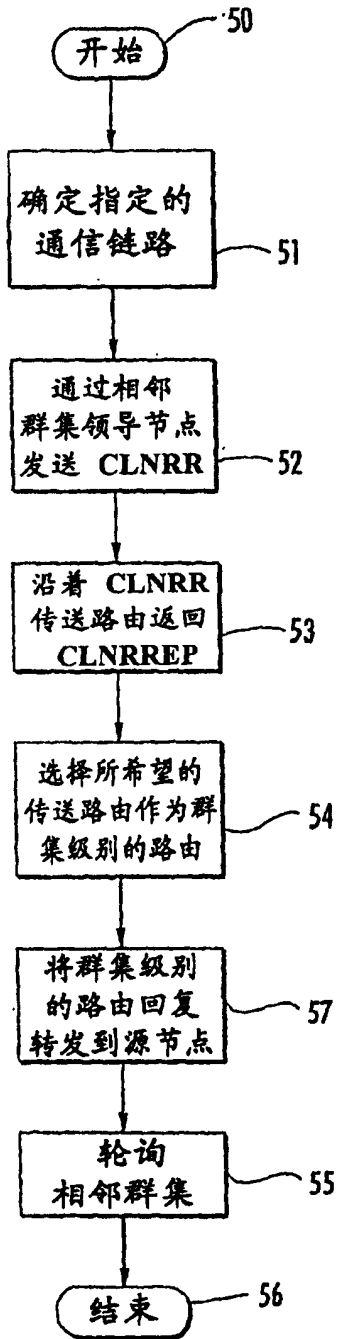 开始
50
确定指定的
通信链路
51
通过相邻
群集领导节点
发送 CLNRR
52
沿着 CLNRR
传送路由返回
CLNRREP
53
选择所希望的
传送路由作为群
集级别的路由
54
将群集级别
的路由回复
转发到源节点
57
轮询
相邻群集
55
结束
56